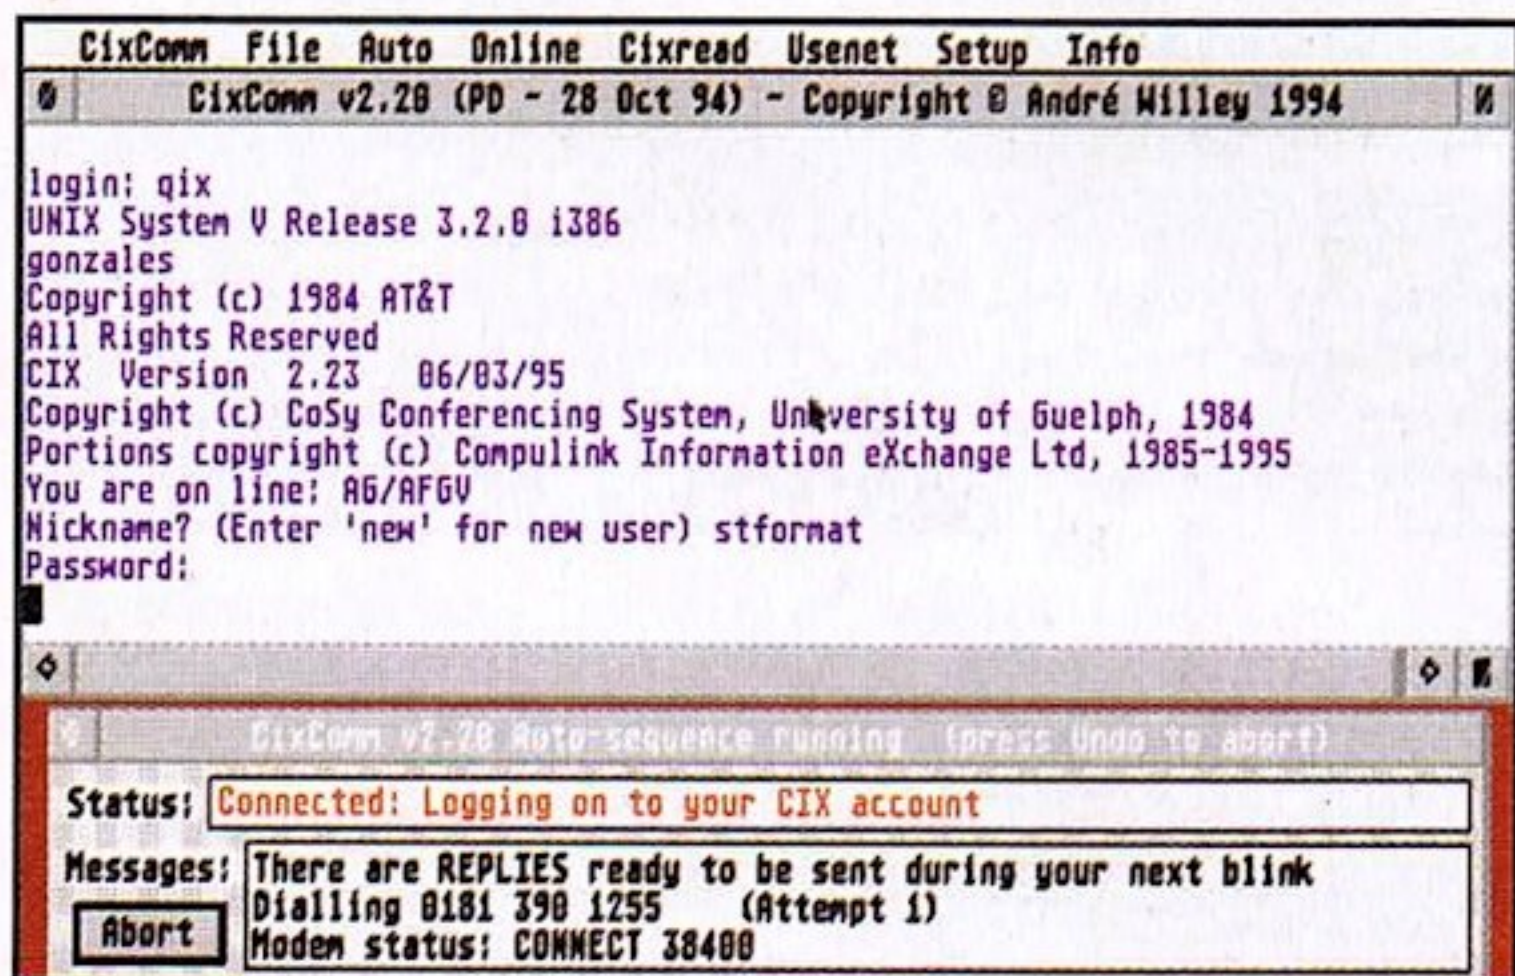 CixComm File Auto Online Cixread Usenet Setup Info
CixComm v2.20 (PD - 28 Oct 94) - Copyright © André Willey 1994
login: qix
UNIX System V Release 3.2.0 i386
gonzales
Copyright (c) 1984 AT&T
All Rights Reserved
CIX Version 2.23 06/03/95
Copyright (c) CoSy Conferencing System, University of Guelph, 1984
Portions copyright (c) Compulink Information eXchange Ltd, 1985-1995
You are on line: AG/AFGV
Nickname? (Enter 'new' for new user) stformat
Password:
CixComm v2.20 Auto-sequence running (press Undo to abort)
Status: Connected: Logging on to your CIX account
Messages: There are REPLIES ready to be sent during your next blink
Dialling 0181 390 1255 (Attempt 1)
Abort
Modem status: CONNECT 38400